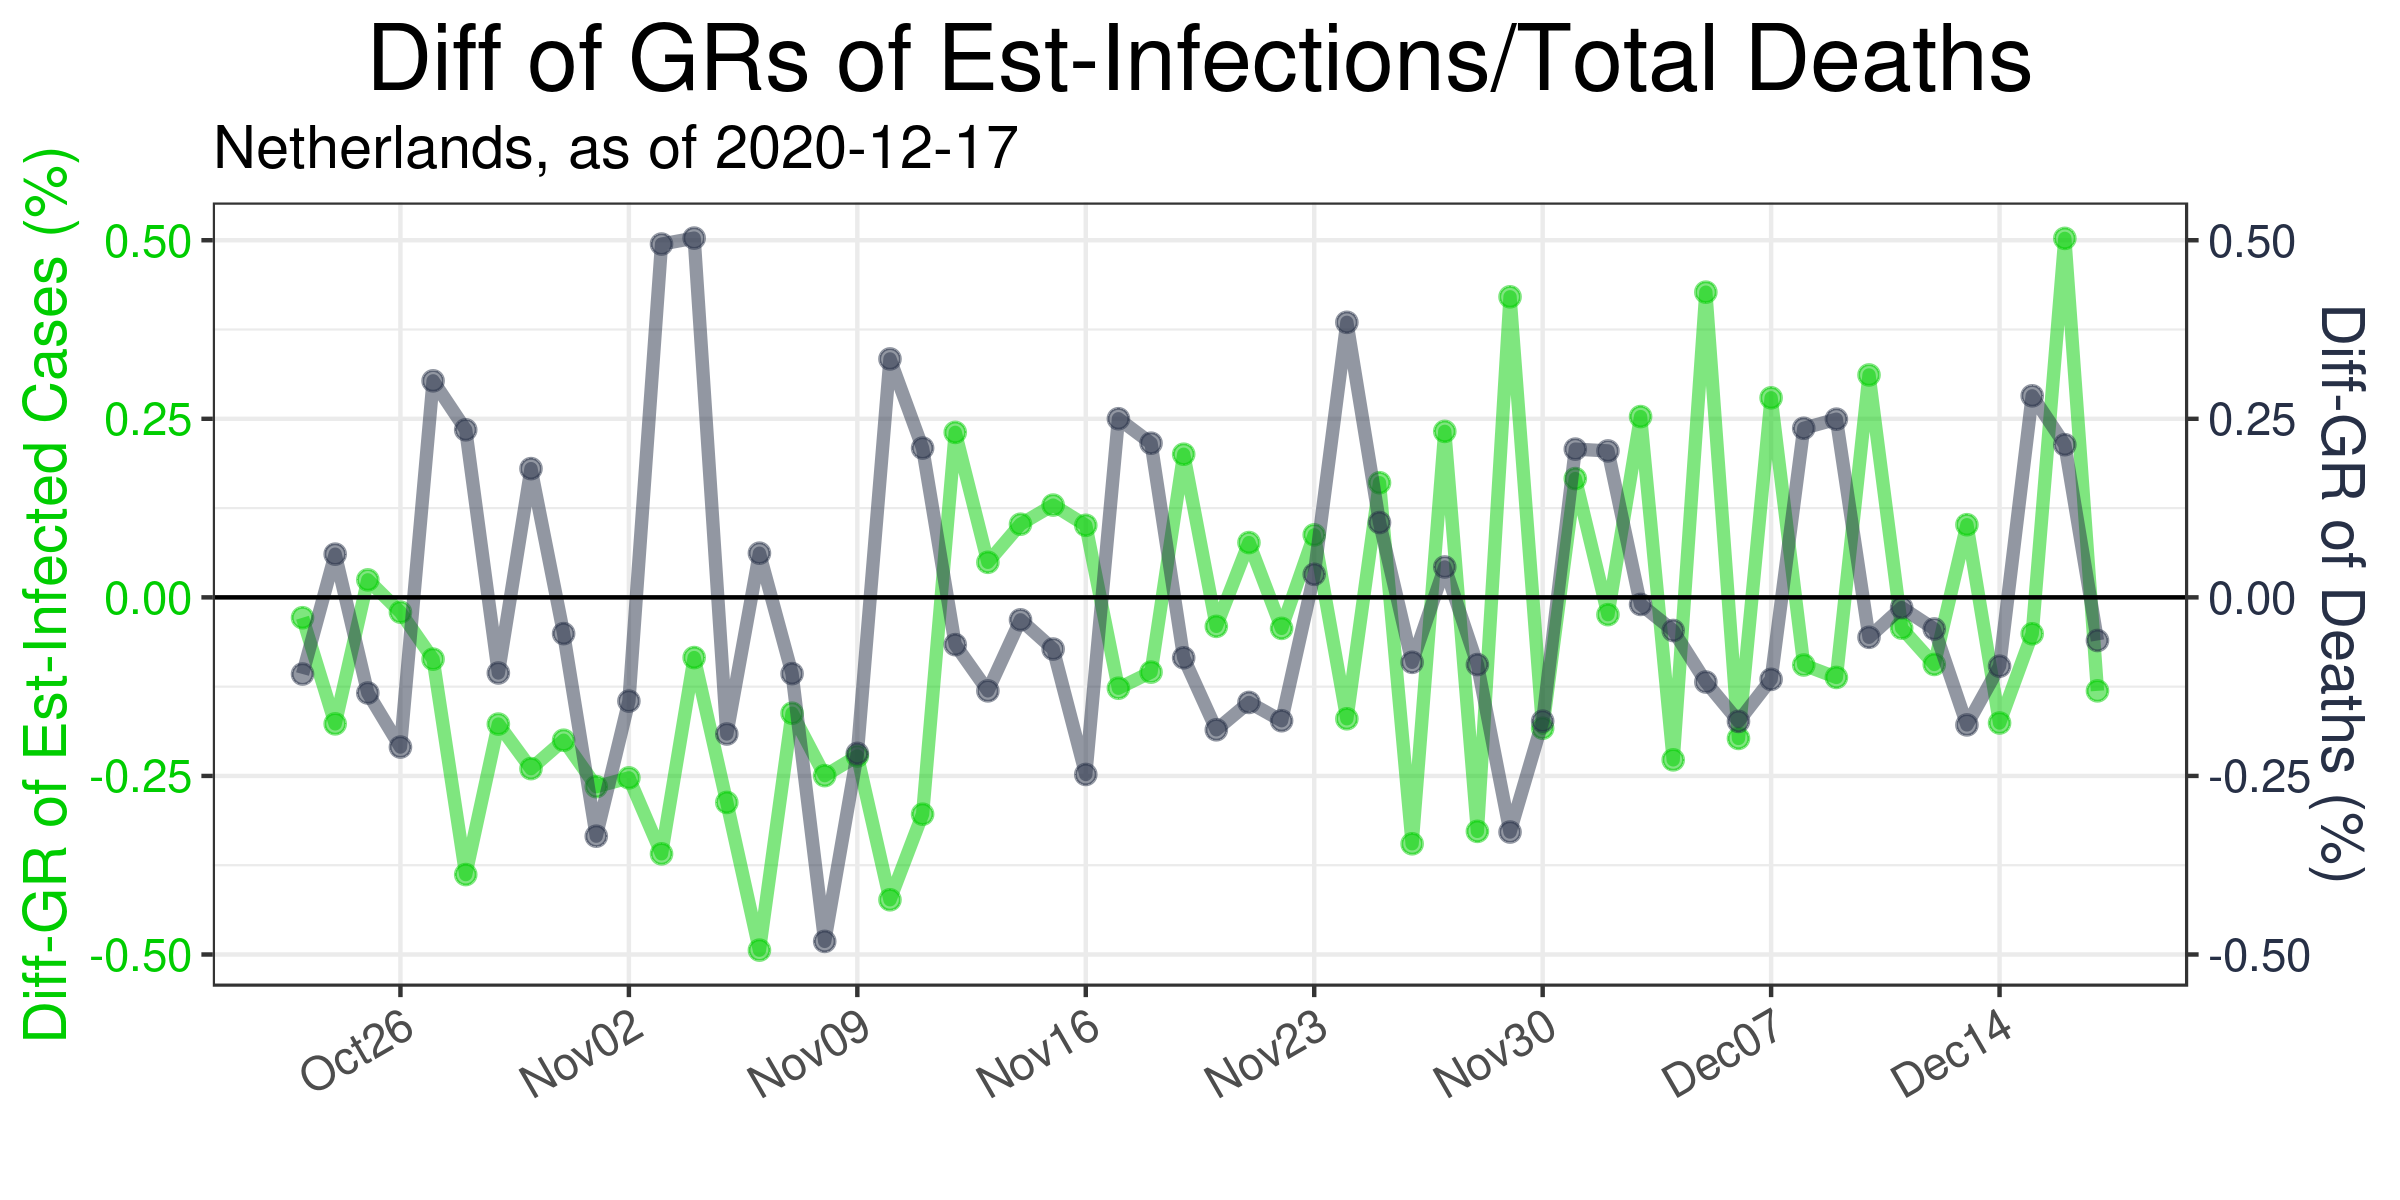 Diff of GRs of Est-Infections/Total Deaths
Netherlands, as of 2020-12-17
Diff-GR of Est-Infected Cases (%)
0.50
0.25
0.00
-0.25
-0.50
0.50
0.25
0.00
-0.25
-0.50
Diff-GR of Deaths (%)
Oct26
Nov02
Nov09
Nov16
Nov23
Nov30
Dec07
Dec14